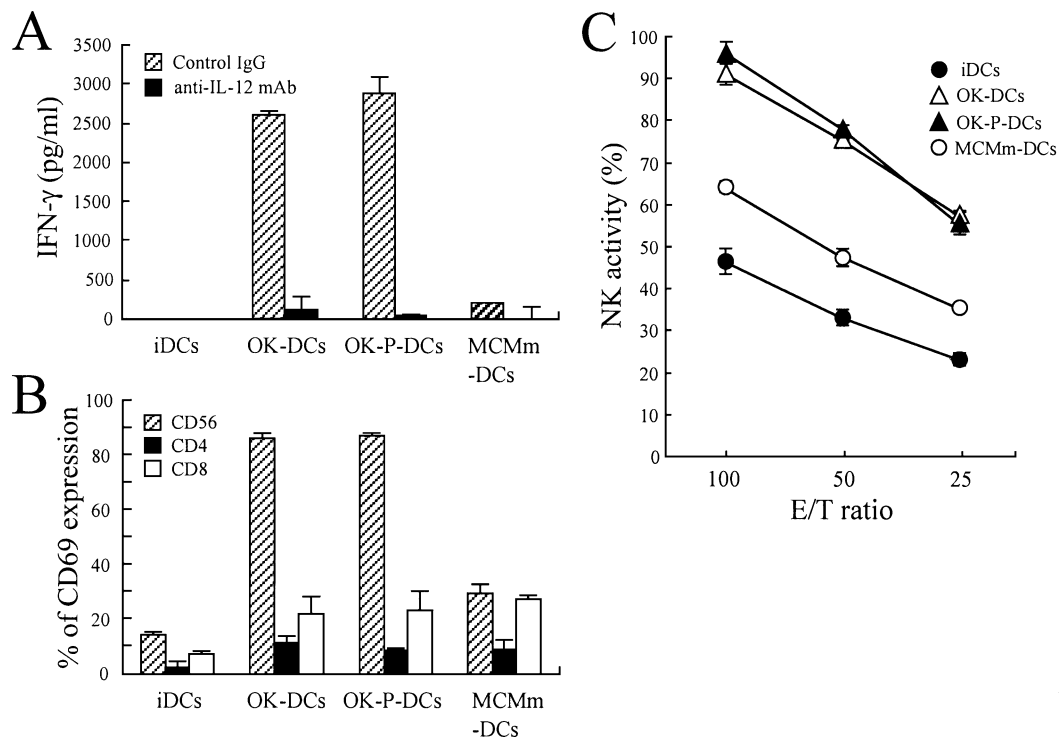 A
3500
3000
2500
2000
1500
1000
500
0
IFN-γ (pg/ml)
Control IgG
anti-IL-12 mAb
iDCs
OK-DCs
OK-P-DCs
MCMm
-DCs
B
100
80
60
40
20
0
% of CD69 expression
CD56
CD4
CD8
iDCs
OK-DCs
OK-P-DCs
MCMm
-DCs
C
100
90
80
70
60
50
40
30
20
10
0
NK activity (%)
iDCs
OK-DCs
OK-P-DCs
MCMm-DCs
100
50
25
E/T ratio